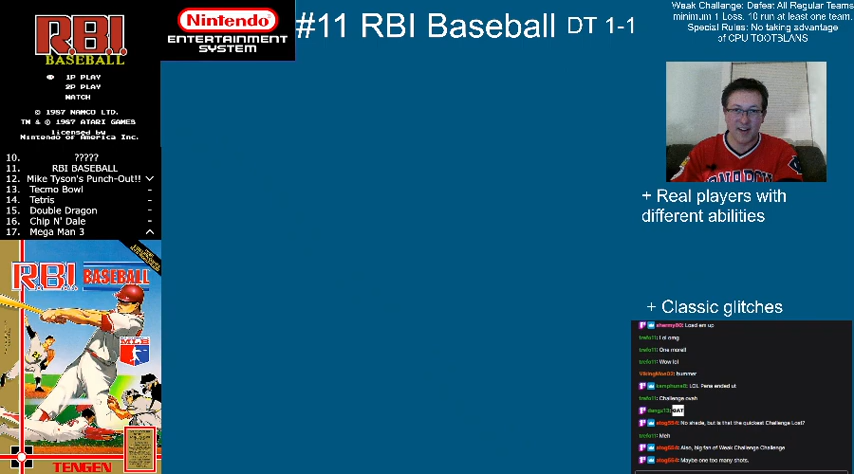 R.B.I.
BASEBALL
1P PLAY
2P PLAY
MATCH
© 1987 NAMCO LTD.
TM & © 1987 ATARI GAMES
licensed by
Nintendo of America Inc.
10. ?????
11. RBI BASEBALL
12. Mike Tyson's Punch-Out!!
13. Tecmo Bowl –
14. Tetris –
15. Double Dragon –
16. Chip N' Dale –
17. Mega Man 3
R.B.I. BASEBALL
MLB
TENGEN
Nintendo
ENTERTAINMENT
SYSTEM
#11 RBI Baseball DT 1-1
Weak Challenge: Defeat All Regular Teams
minimum 1 Loss. 10 run at least one team.
Special Rules: No taking advantage
of CPU TOOTBLANS
+ Real players with
different abilities
+ Classic glitches
Load em up
Lol omg
One more!!
Wow lol
bummer
LOL Pena ended ut
Challenge ovah
GAT
No shade, but is that the quickest Challenge Lost?
Meh
Also, big fan of Weak Challenge Challenge
Maybe one too many shots.